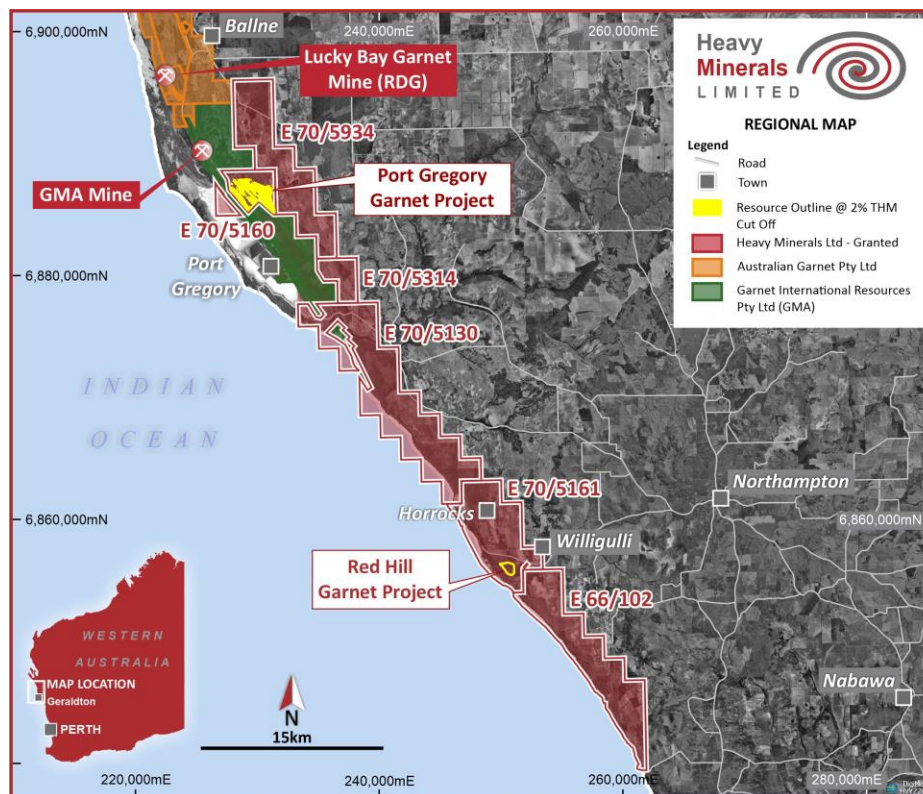 6,900,000mN
Ballne
240,000mE
260,000mE
Heavy
Minerals
LIMITED
REGIONAL MAP
Legend
Road
Town
Resource Outline @ 2% THM
Cut Off
Heavy Minerals Ltd - Granted
Australian Garnet Pty Ltd
Garnet International Resources
Pty Ltd (GMA)
Lucky Bay Garnet
Mine (RDG)
E 70/5934
GMA Mine
Port Gregory
Garnet Project
E 70/5160
Port
Gregory
6,880,000mN
E 70/5314
E 70/5130
INDIAN
OCEAN
E 70/5161
Northampton
Horrocks
6,860,000mN
6,860,000mN
Willigulli
Red Hill
Garnet Project
E 66/102
WESTERN
AUSTRALIA
MAP LOCATION
Geraldton
PERTH
N
15km
Nabawa
220,000mE
240,000mE
260,000mE
280,000mE